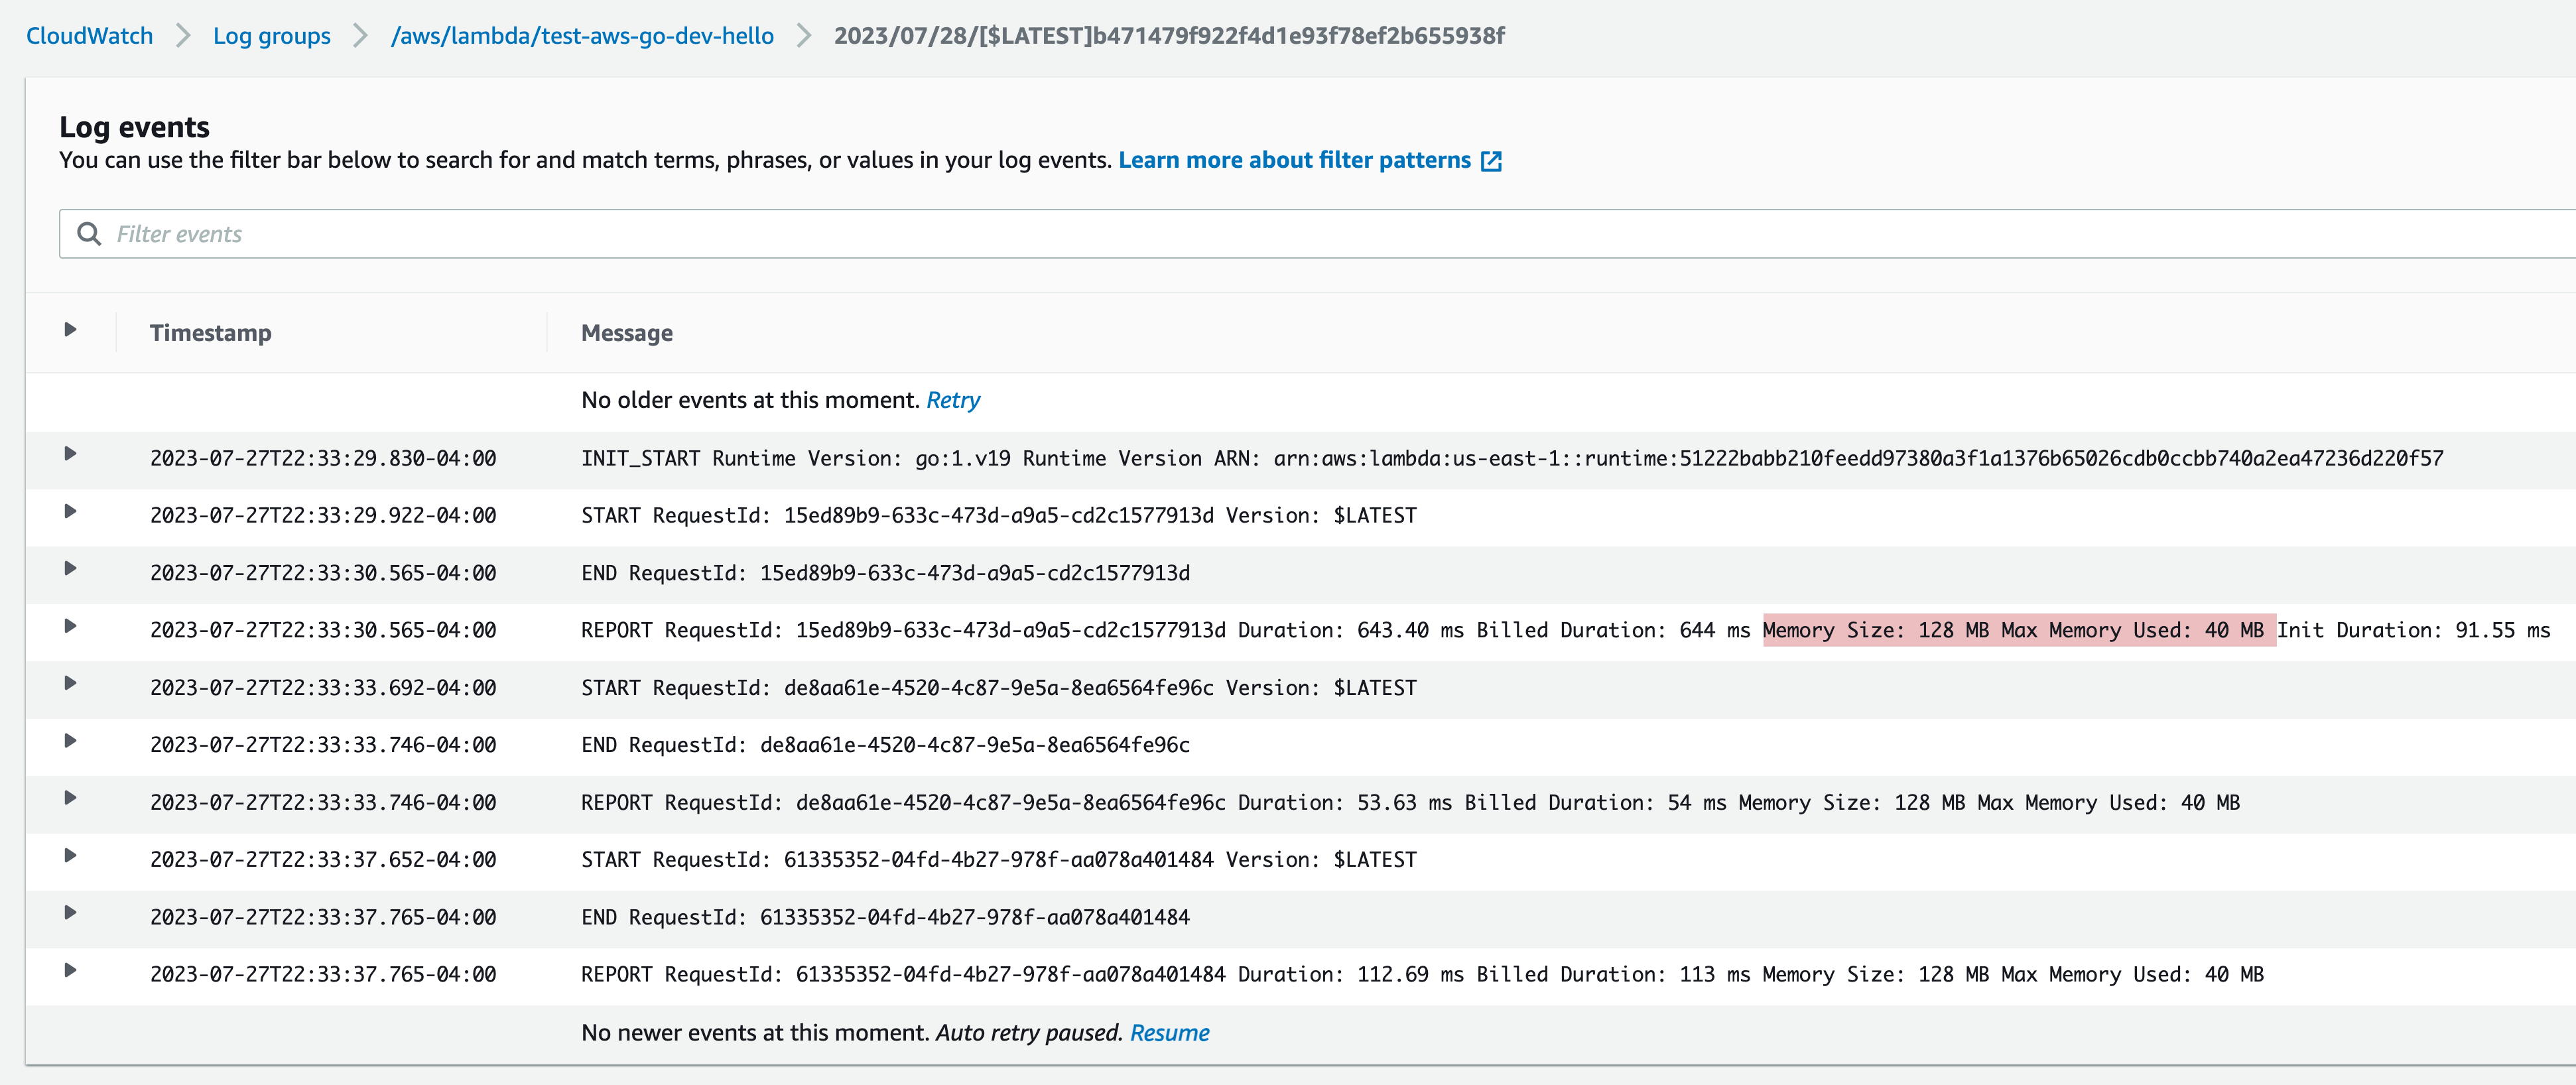 CloudWatch > Log groups > /aws/lambda/test-aws-go-dev-hello > 2023/07/28/[$LATEST]b471479f922f4d1e93f78ef2b655938f
Log events
You can use the filter bar below to search for and match terms, phrases, or values in your log events. Learn more about filter patterns
Filter events
Timestamp Message
No older events at this moment. Retry
2023-07-27T22:33:29.830-04:00 INIT_START Runtime Version: go:1.v19 Runtime Version ARN: arn:aws:lambda:us-east-1::runtime:51222babb210feedd97380a3f1a1376b65026cdb0ccbb740a2ea47236d220f57
2023-07-27T22:33:29.922-04:00 START RequestId: 15ed89b9-633c-473d-a9a5-cd2c1577913d Version: $LATEST
2023-07-27T22:33:30.565-04:00 END RequestId: 15ed89b9-633c-473d-a9a5-cd2c1577913d
2023-07-27T22:33:30.565-04:00 REPORT RequestId: 15ed89b9-633c-473d-a9a5-cd2c1577913d Duration: 643.40 ms Billed Duration: 644 ms Memory Size: 128 MB Max Memory Used: 40 MB Init Duration: 91.55 ms
2023-07-27T22:33:33.692-04:00 START RequestId: de8aa61e-4520-4c87-9e5a-8ea6564fe96c Version: $LATEST
2023-07-27T22:33:33.746-04:00 END RequestId: de8aa61e-4520-4c87-9e5a-8ea6564fe96c
2023-07-27T22:33:33.746-04:00 REPORT RequestId: de8aa61e-4520-4c87-9e5a-8ea6564fe96c Duration: 53.63 ms Billed Duration: 54 ms Memory Size: 128 MB Max Memory Used: 40 MB
2023-07-27T22:33:37.652-04:00 START RequestId: 61335352-04fd-4b27-978f-aa078a401484 Version: $LATEST
2023-07-27T22:33:37.765-04:00 END RequestId: 61335352-04fd-4b27-978f-aa078a401484
2023-07-27T22:33:37.765-04:00 REPORT RequestId: 61335352-04fd-4b27-978f-aa078a401484 Duration: 112.69 ms Billed Duration: 113 ms Memory Size: 128 MB Max Memory Used: 40 MB
No newer events at this moment. Auto retry paused. Resume